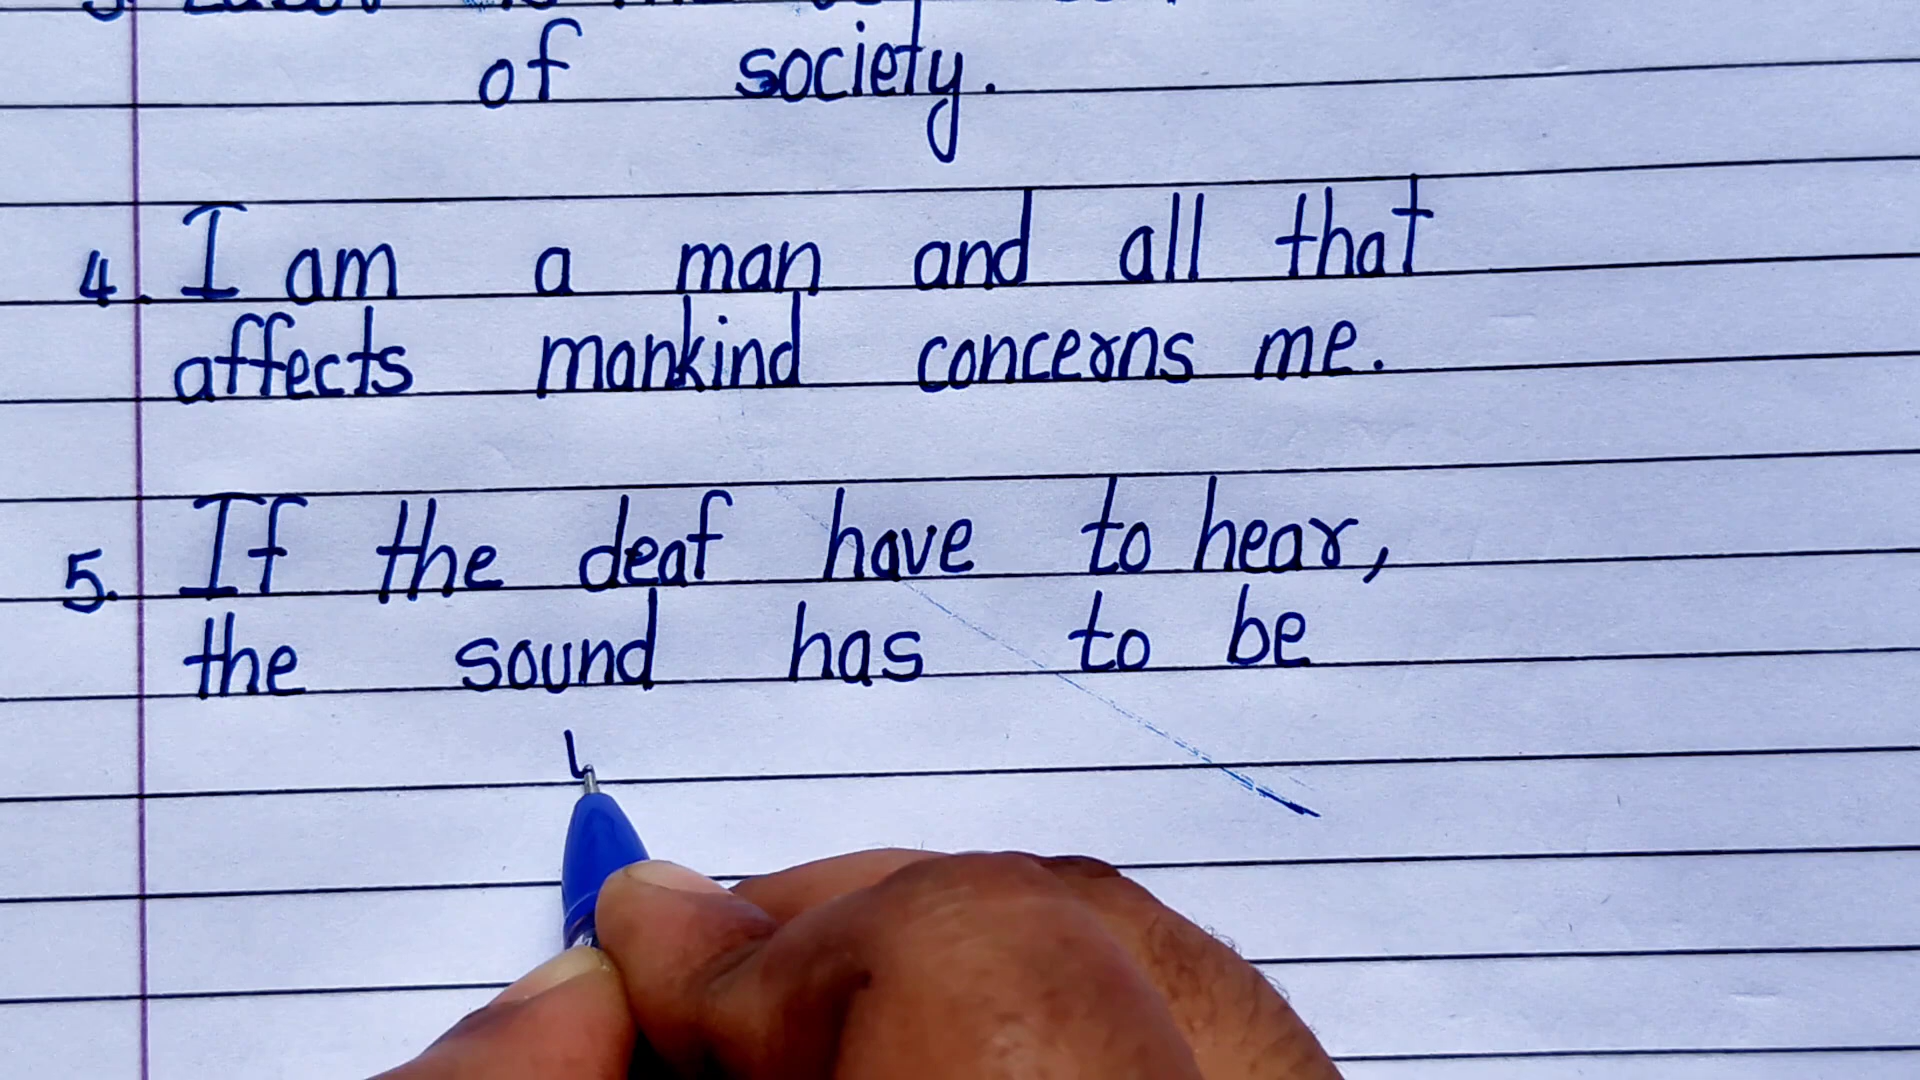 of society.
4. I am a man and all that
affects mankind concerns me.
5. If the deaf have to hear,
the sound has to be